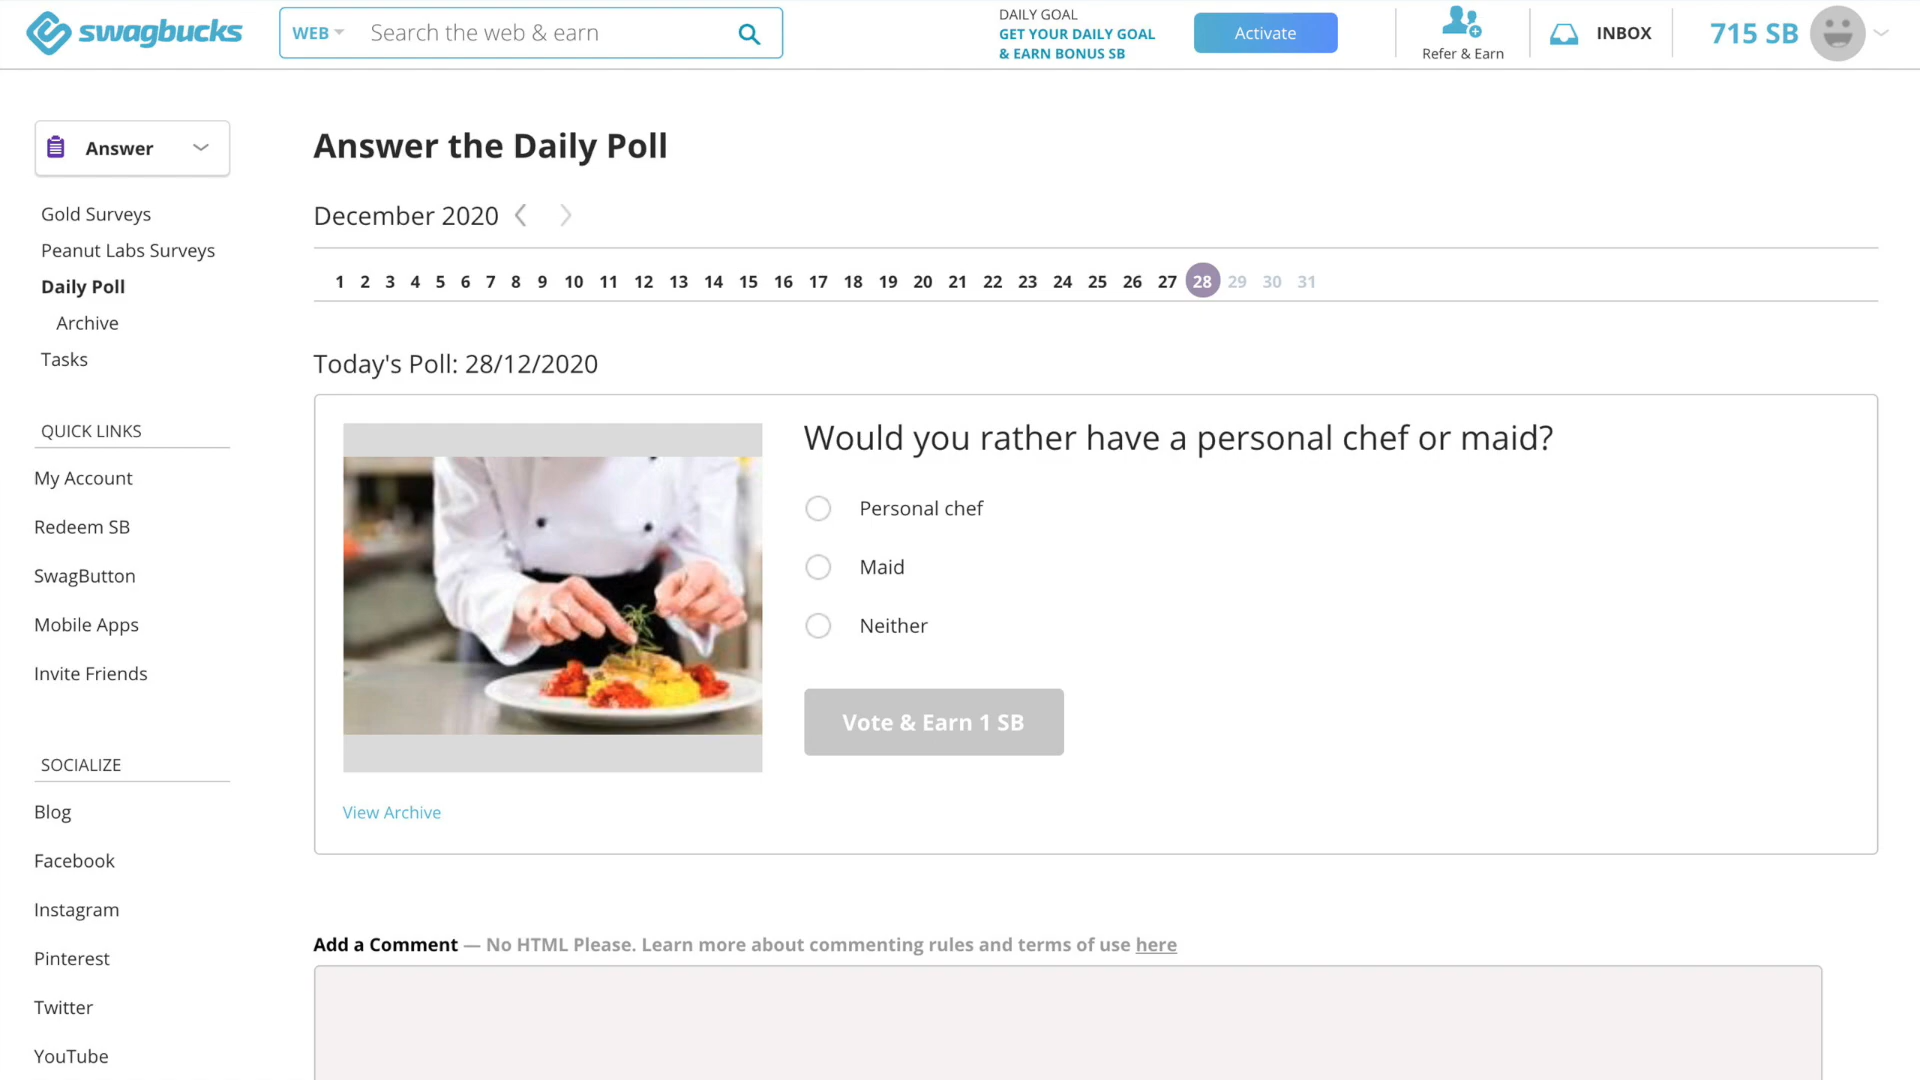 swagbucks
WEB
Search the web & earn
DAILY GOAL
GET YOUR DAILY GOAL
& EARN BONUS SB
Activate
Refer & Earn
INBOX
715 SB
Answer
Gold Surveys
Peanut Labs Surveys
Daily Poll
Archive
Tasks
QUICK LINKS
My Account
Redeem SB
SwagButton
Mobile Apps
Invite Friends
SOCIALIZE
Blog
Facebook
Instagram
Pinterest
Twitter
YouTube
Answer the Daily Poll
December 2020
1 2 3 4 5 6 7 8 9 10 11 12 13 14 15 16 17 18 19 20 21 22 23 24 25 26 27 28 29 30 31
Today's Poll: 28/12/2020
Would you rather have a personal chef or maid?
Personal chef
Maid
Neither
Vote & Earn 1 SB
View Archive
Add a Comment — No HTML Please. Learn more about commenting rules and terms of use here